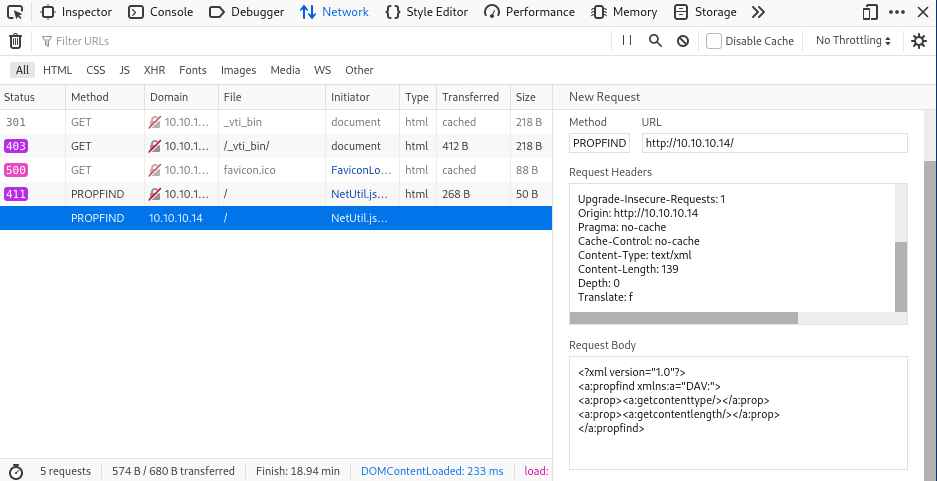 Inspector Console Debugger Network Style Editor Performance Memory Storage
Filter URLs Disable Cache No Throttling
All HTML CSS JS XHR Fonts Images Media WS Other
Status Method Domain File Initiator Type Transferred Size
301 GET 10.10.1... _vti_bin document html cached 218 B
403 GET 10.10.1... /_vti_bin/ document html 412 B 218 B
500 GET 10.10.1... favicon.ico FaviconLo... html cached 88 B
411 PROPFIND 10.10.1... / NetUtil.js... html 268 B 50 B
PROPFIND 10.10.10.14 / NetUtil.js...
5 requests 574 B / 680 B transferred Finish: 18.94 min DOMContentLoaded: 233 ms load:
New Request
Method URL
PROPFIND http://10.10.10.14/
Request Headers
Upgrade-Insecure-Requests: 1
Origin: http://10.10.10.14
Pragma: no-cache
Cache-Control: no-cache
Content-Type: text/xml
Content-Length: 139
Depth: 0
Translate: f
Request Body
<?xml version="1.0"?>
<a:propfind xmlns:a="DAV:">
<a:prop><a:getcontenttype/></a:prop>
<a:prop><a:getcontentlength/></a:prop>
</a:propfind>